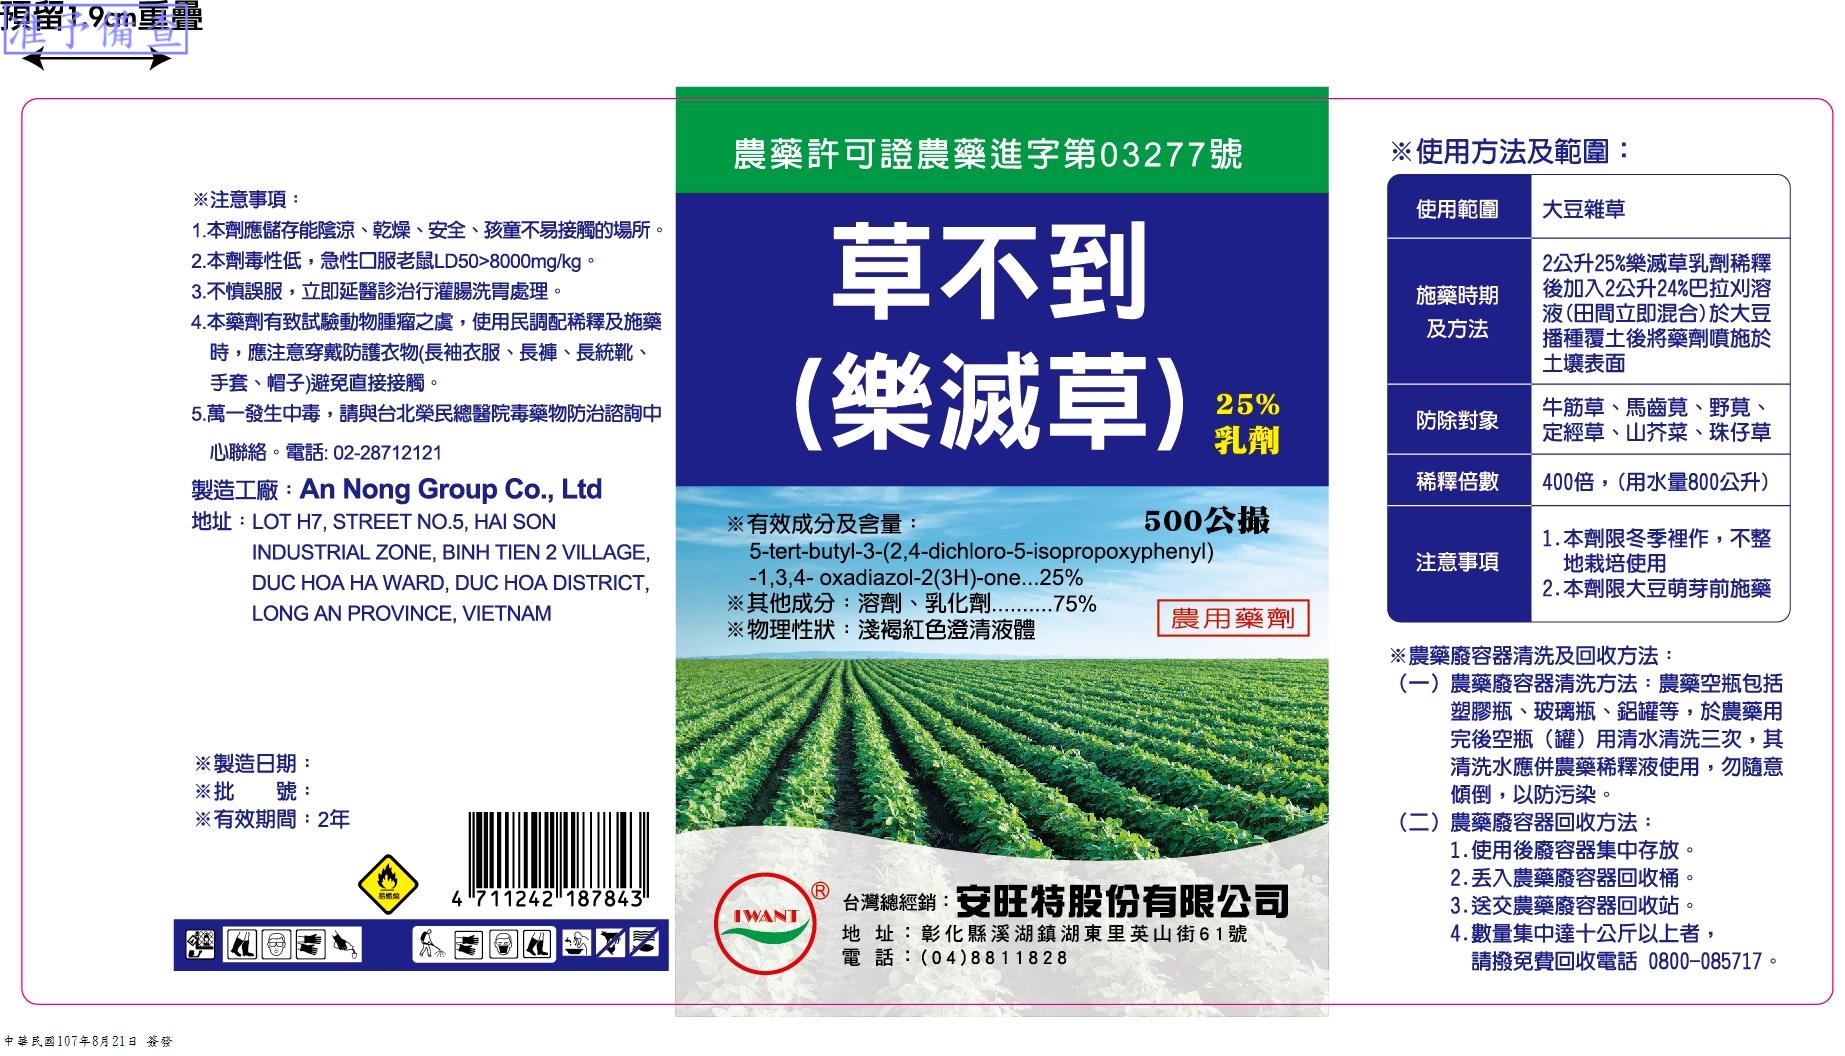 預留1.9cm重疊
准予備查
※注意事項：
1.本劑應儲存能陰涼、乾燥、安全、孩童不易接觸的場所。
2.本劑毒性低，急性口服老鼠LD50>8000mg/kg。
3.不慎誤服，立即延醫診治行灌腸洗胃處理。
4.本藥劑有致試驗動物腫瘤之虞，使用民調配稀釋及施藥
時，應注意穿戴防護衣物(長袖衣服、長褲、長統靴、
手套、帽子)避免直接接觸。
5.萬一發生中毒，請與台北榮民總醫院毒藥物防治諮詢中
心聯絡。電話: 02-28712121
製造工廠：An Nong Group Co., Ltd
地址：LOT H7, STREET NO.5, HAI SON
INDUSTRIAL ZONE, BINH TIEN 2 VILLAGE,
DUC HOA HA WARD, DUC HOA DISTRICT,
LONG AN PROVINCE, VIETNAM
※製造日期：
※批　　號：
※有效期間：2年
易燃燒
4 711242 187843
農藥許可證農藥進字第03277號
草不到
(樂滅草)
25%
乳劑
※有效成分及含量：
500公撮
5-tert-butyl-3-(2,4-dichloro-5-isopropoxyphenyl)
-1,3,4- oxadiazol-2(3H)-one...25%
※其他成分：溶劑、乳化劑..........75%
※物理性狀：淺褐紅色澄清液體
農用藥劑
IWANT
®
台灣總經銷：安旺特股份有限公司
地 址：彰化縣溪湖鎮湖東里英山街61號
電 話：(04)8811828
※使用方法及範圍：
使用範圍 大豆雜草
施藥時期
及方法
2公升25%樂滅草乳劑稀釋
後加入2公升24%巴拉刈溶
液(田間立即混合)於大豆
播種覆土後將藥劑噴施於
土壤表面
防除對象
牛筋草、馬齒莧、野莧、
定經草、山芥菜、珠仔草
稀釋倍數 400倍，(用水量800公升)
注意事項
1.本劑限冬季裡作，不整
地栽培使用
2.本劑限大豆萌芽前施藥
※農藥廢容器清洗及回收方法：
（一）農藥廢容器清洗方法：農藥空瓶包括
塑膠瓶、玻璃瓶、鋁罐等，於農藥用
完後空瓶（罐）用清水清洗三次，其
清洗水應併農藥稀釋液使用，勿隨意
傾倒，以防污染。
（二）農藥廢容器回收方法：
1.使用後廢容器集中存放。
2.丟入農藥廢容器回收桶。
3.送交農藥廢容器回收站。
4.數量集中達十公斤以上者，
請撥免費回收電話 0800-085717。
中華民國107年8月21日 簽發